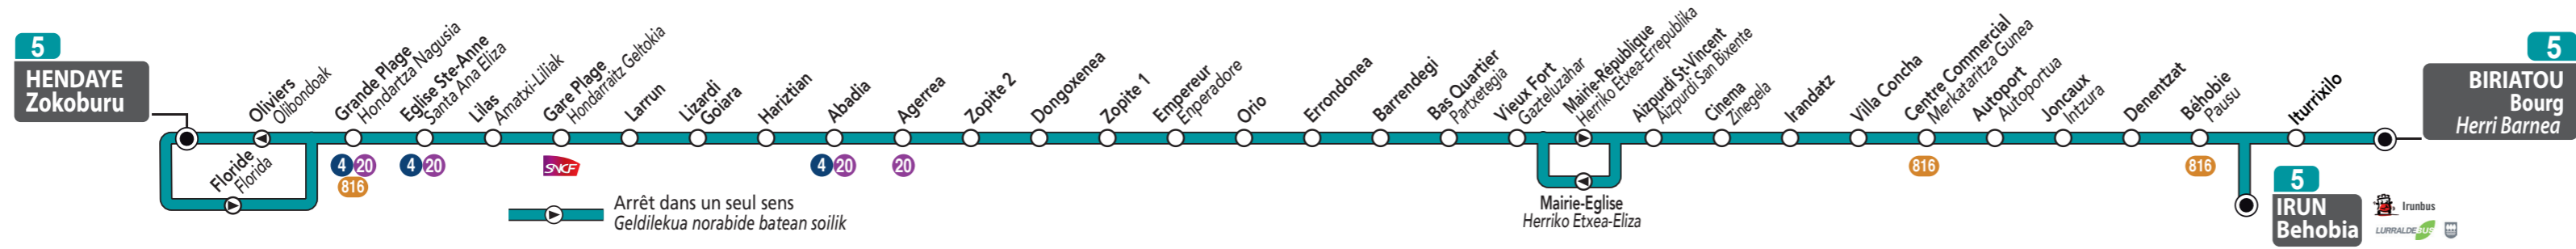 5
HENDAYE
Zokoburu
Oliviers
Olibondoak
Floride
Florida
Grande Plage
Hondartza Nagusia
4 20
816
Eglise Ste-Anne
Santa Ana Eliza
4 20
Lilas
Amatxi-Liliak
Gare Plage
Hondarraitz Geltokia
SNCF
Larrun
Lizardi
Goiara
Hariztian
Abadia
4 20
Agerrea
20
Zopite 2
Dongoxenea
Zopite 1
Empereur
Enperadore
Orio
Errondonea
Barrendegi
Bas Quartier
Partxetegia
Vieux Fort
Gazteluzahar
Mairie-République
Herriko Etxea-Errepublika
Mairie-Eglise
Herriko Etxea-Eliza
Aizpurdi St-Vincent
Aizpurdi San Bixente
Cinema
Zinegela
Irandatz
Villa Concha
Centre Commercial
Merkataritza Gunea
816
Autoport
Autoportua
Joncaux
Intzura
Denentzat
Béhobie
Pausu
816
Iturrixilo
5
BIRIATOU
Bourg
Herri Barnea
5
IRUN
Behobia
Irunbus
LURRALDEBUS
Arrêt dans un seul sens
Geldilekua norabide batean soilik